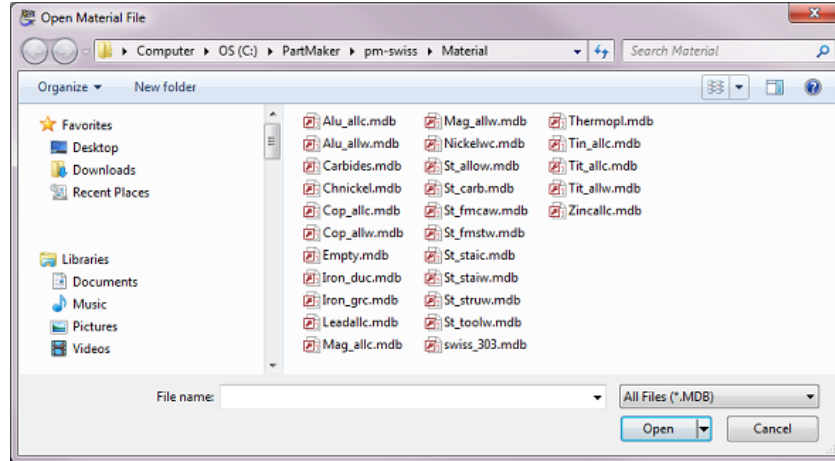 Open Material File
Computer OS (C:) PartMaker pm-swiss Material Search Material
Organize New folder
Favorites
Desktop
Downloads
Recent Places
Libraries
Documents
Music
Pictures
Videos
Alu_allc.mdb
Alu_allw.mdb
Carbides.mdb
Chnickel.mdb
Cop_allc.mdb
Cop_allw.mdb
Empty.mdb
Iron_duc.mdb
Iron_grc.mdb
Leadallc.mdb
Mag_allc.mdb
Mag_allw.mdb
Nickelwc.mdb
St_allow.mdb
St_carb.mdb
St_fmcaw.mdb
St_fmstw.mdb
St_staic.mdb
St_staiw.mdb
St_struw.mdb
St_toolw.mdb
swiss_303.mdb
Thermopl.mdb
Tin_allc.mdb
Tit_allc.mdb
Tit_allw.mdb
Zincallc.mdb
File name: All Files (*.MDB)
Open Cancel